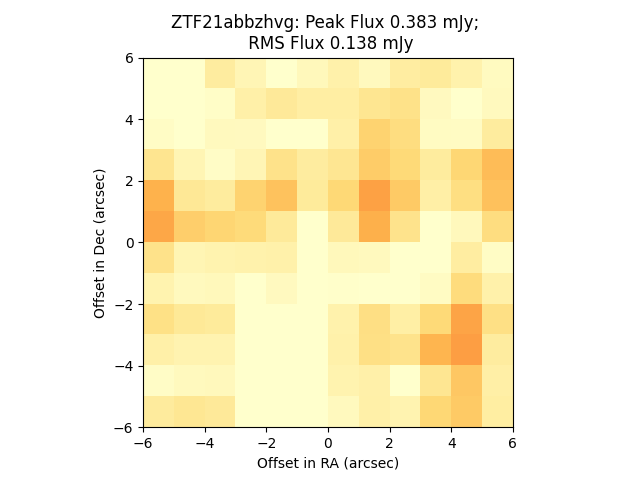 ZTF21abbzhvg: Peak Flux 0.383 mJy;
RMS Flux 0.138 mJy
6
4
2
0
−2
−4
−6
Offset in Dec (arcsec)
−6 −4 −2 0 2 4 6
Offset in RA (arcsec)